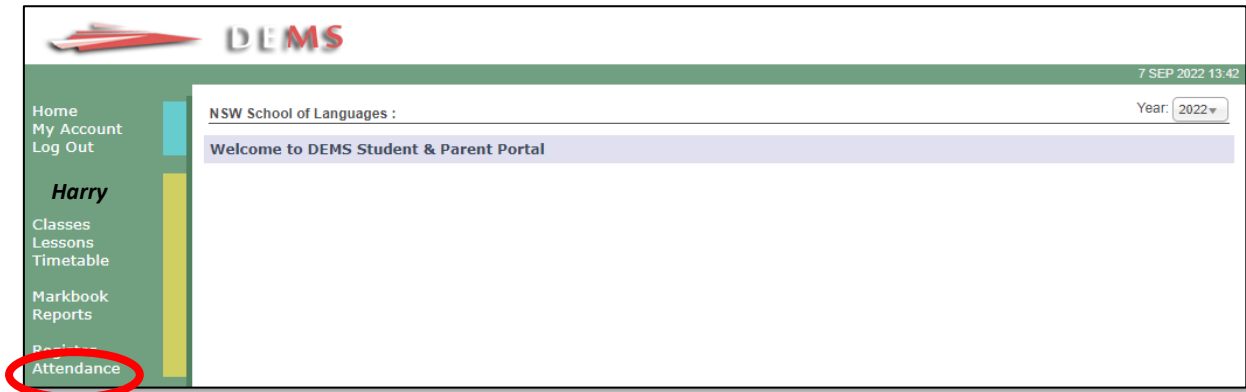 DEMS
7 SEP 2022 13:42
Home
My Account
Log Out
NSW School of Languages :
Year: 2022
Welcome to DEMS Student & Parent Portal
Harry
Classes
Lessons
Timetable
Markbook
Reports
Attendance